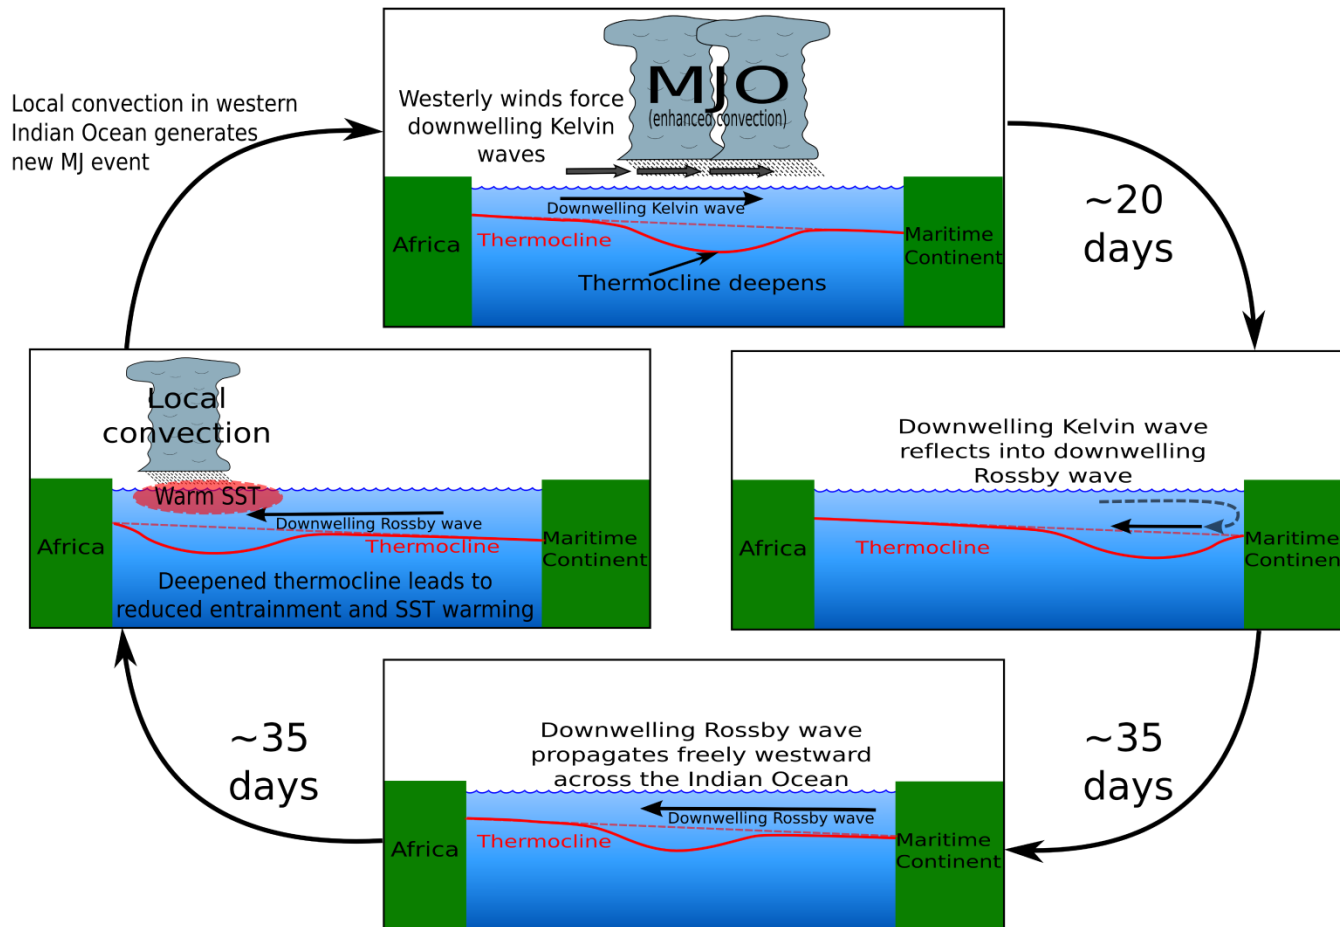 Local convection in western
Indian Ocean generates
new MJ event
Westerly winds force
downwelling Kelvin
waves
MJO
(enhanced convection)
Downwelling Kelvin wave
Africa
Thermocline
Maritime
Continent
Thermocline deepens
~20
days
Downwelling Kelvin wave
reflects into downwelling
Rossby wave
Africa
Thermocline
Maritime
Continent
~35
days
Downwelling Rossby wave
propagates freely westward
across the Indian Ocean
Downwelling Rossby wave
Africa
Thermocline
Maritime
Continent
~35
days
Local
convection
Warm SST
Downwelling Rossby wave
Africa
Thermocline
Maritime
Continent
Deepened thermocline leads to
reduced entrainment and SST warming